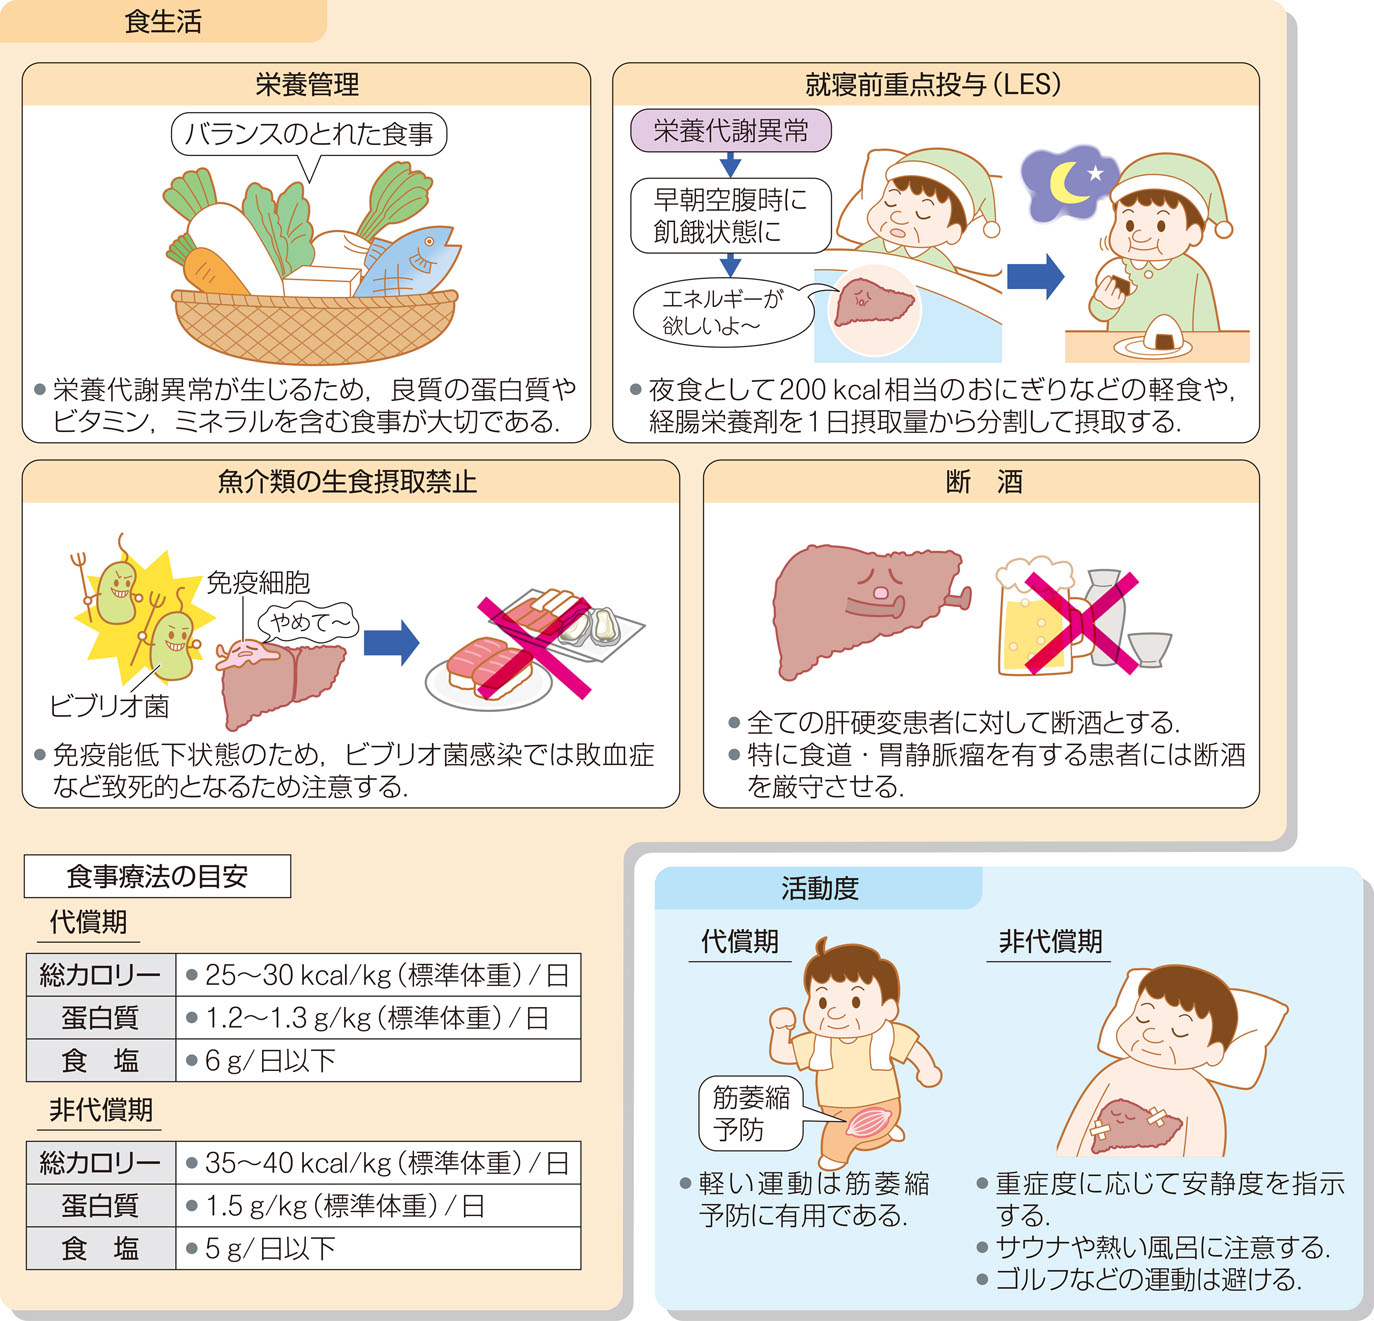 食生活
栄養管理
バランスのとれた食事
● 栄養代謝異常が生じるため，良質の蛋白質や
ビタミン，ミネラルを含む食事が大切である．
就寝前重点投与（LES）
栄養代謝異常
早朝空腹時に
飢餓状態に
エネルギーが
欲しいよ～
● 夜食として200 kcal相当のおにぎりなどの軽食や，
経腸栄養剤を1日摂取量から分割して摂取する．
魚介類の生食摂取禁止
免疫細胞
やめて～
ビブリオ菌
● 免疫能低下状態のため，ビブリオ菌感染では敗血症
など致死的となるため注意する．
断　酒
● 全ての肝硬変患者に対して断酒とする．
● 特に食道・胃静脈瘤を有する患者には断酒
を厳守させる．
食事療法の目安
代償期
総カロリー ● 25～30 kcal/kg（標準体重）/日
蛋白質 ● 1.2～1.3 g/kg（標準体重）/日
食　塩 ● 6 g/日以下
非代償期
総カロリー ● 35～40 kcal/kg（標準体重）/日
蛋白質 ● 1.5 g/kg（標準体重）/日
食　塩 ● 5 g/日以下
活動度
代償期
筋萎縮
予防
● 軽い運動は筋萎縮
予防に有用である．
非代償期
● 重症度に応じて安静度を指示
する．
● サウナや熱い風呂に注意する．
● ゴルフなどの運動は避ける．